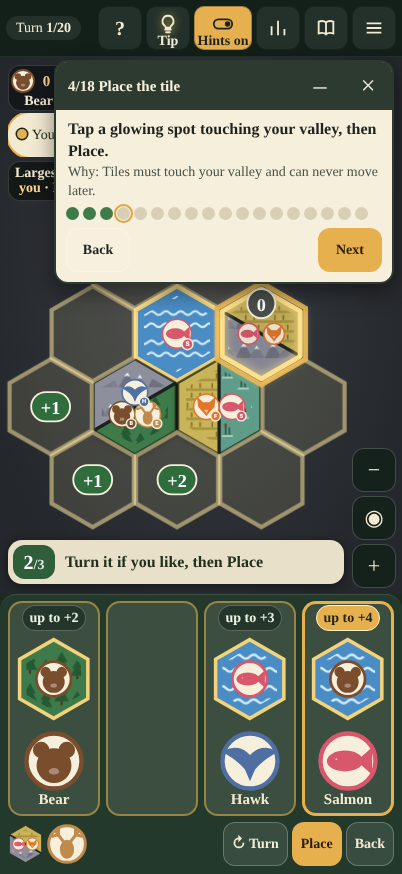 Turn 1/20
?
Tip
Hints on
4/18 Place the tile
0
Bear
You
Larges
you ·
Tap a glowing spot touching your valley, then
Place.
Why: Tiles must touch your valley and can never move
later.
Back
Next
0
S
+1
H
B
E
F
S
+1
+2
−
+
2/3 Turn it if you like, then Place
up to +2
up to +3
up to +4
Bear
Hawk
Salmon
Turn
Place
Back